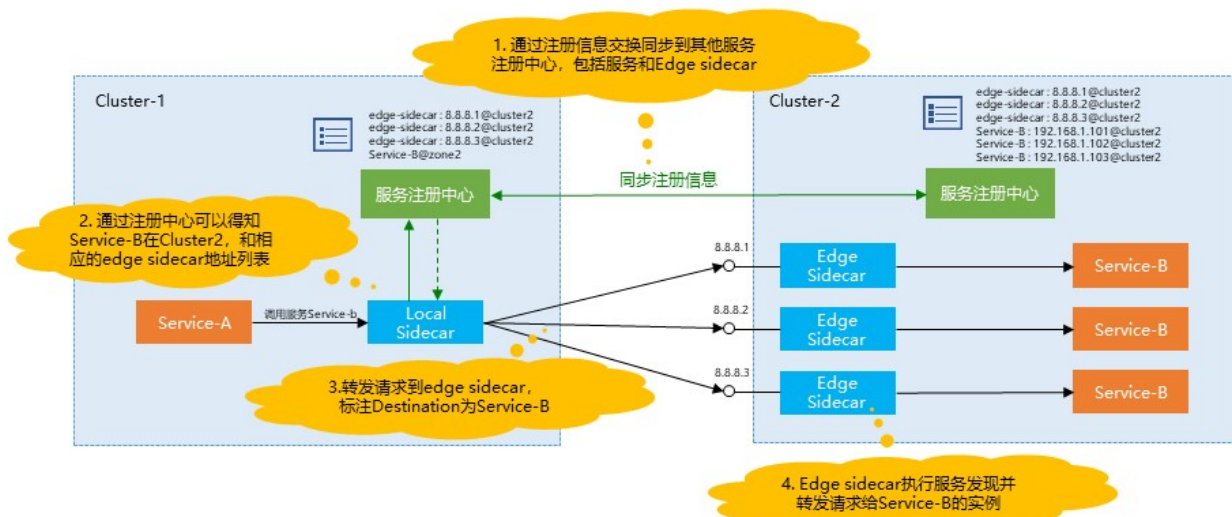 1. 通过注册信息交换同步到其他服务
注册中心，包括服务和Edge sidecar
Cluster-1
edge-sidecar : 8.8.8.1@cluster2
edge-sidecar : 8.8.8.2@cluster2
edge-sidecar : 8.8.8.3@cluster2
Service-B@zone2
Cluster-2
edge-sidecar : 8.8.8.1@cluster2
edge-sidecar : 8.8.8.2@cluster2
edge-sidecar : 8.8.8.3@cluster2
Service-B : 192.168.1.101@cluster2
Service-B : 192.168.1.102@cluster2
Service-B : 192.168.1.103@cluster2
服务注册中心
同步注册信息
服务注册中心
2. 通过注册中心可以得知
Service-B在Cluster2，和相
应的edge sidecar地址列表
8.8.8.1
Edge
Sidecar
Service-B
Service-A
调用服务Service-b
Local
Sidecar
8.8.8.2
Edge
Sidecar
Service-B
3.转发请求到edge sidecar，
标注Destination为Service-B
8.8.8.3
Edge
Sidecar
Service-B
4. Edge sidecar执行服务发现并
转发请求给Service-B的实例